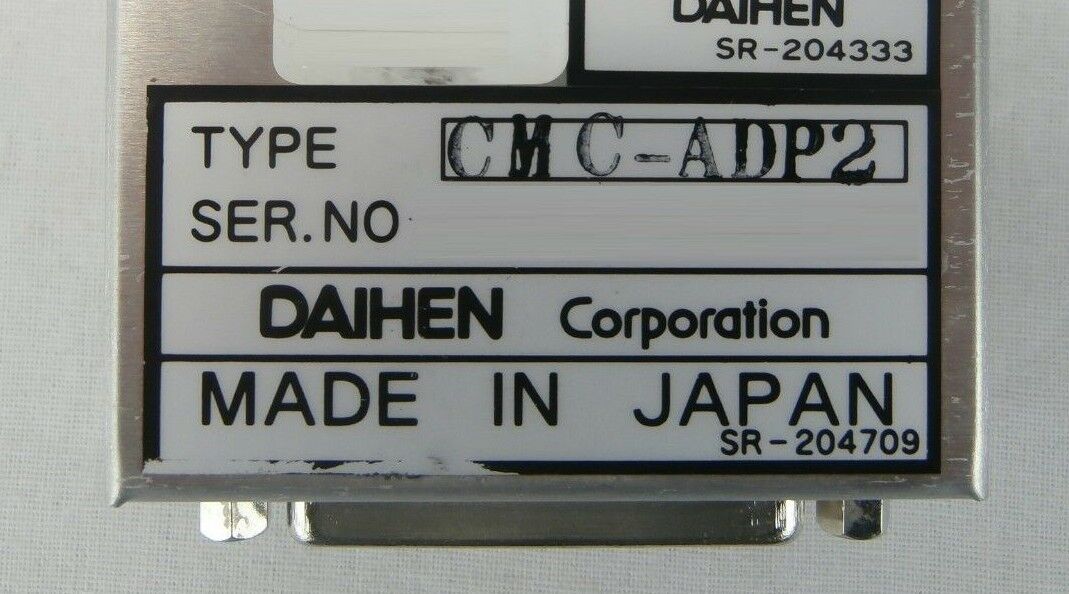 DAIHEN
SR-204333
TYPE CMC-ADP2
SER.NO
DAIHEN Corporation
MADE IN JAPAN
SR-204709